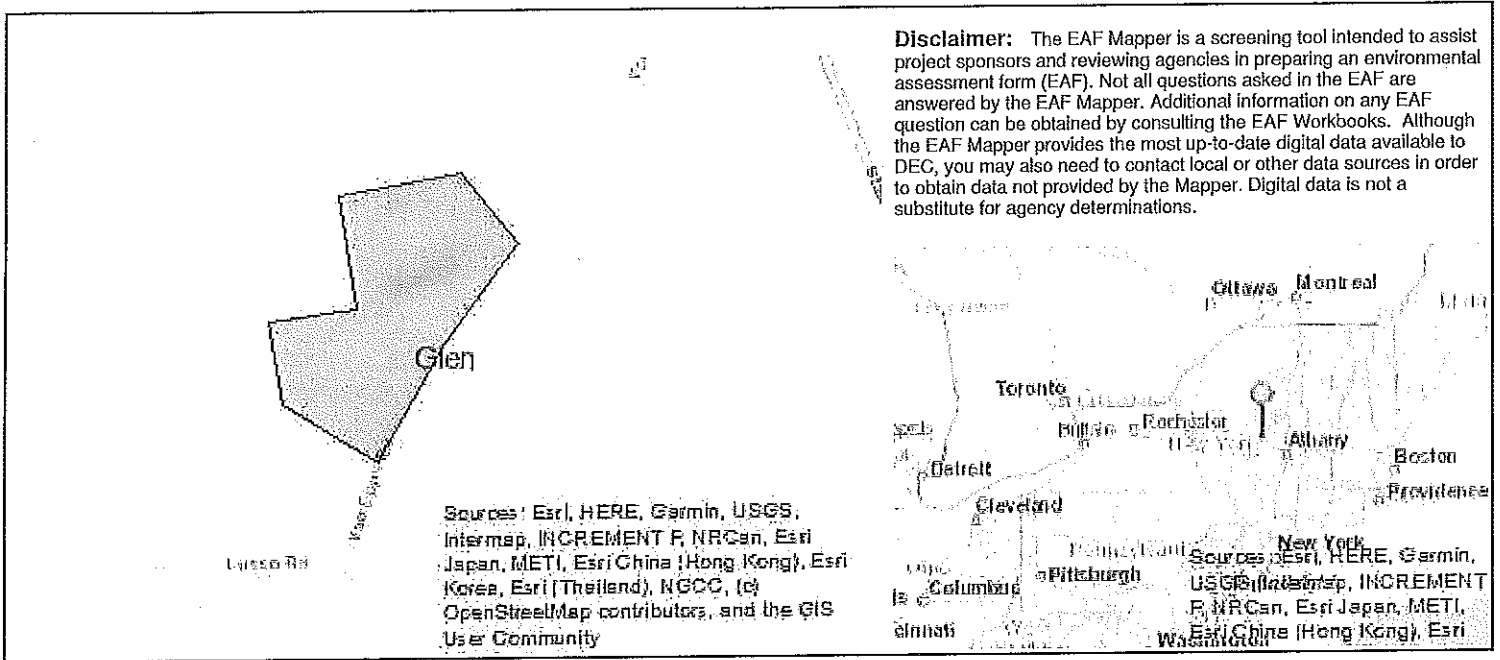 Disclaimer: The EAF Mapper is a screening tool intended to assist
project sponsors and reviewing agencies in preparing an environmental
assessment form (EAF). Not all questions asked in the EAF are
answered by the EAF Mapper. Additional information on any EAF
question can be obtained by consulting the EAF Workbooks. Although
the EAF Mapper provides the most up-to-date digital data available to
DEC, you may also need to contact local or other data sources in order
to obtain data not provided by the Mapper. Digital data is not a
substitute for agency determinations.
Glen
Sources: Esri, HERE, Garmin, USGS,
Intermap, INCREMENT P, NRCan, Esri
Japan, METI, Esri China (Hong Kong), Esri
Korea, Esri (Thailand), NGCC, (c)
OpenStreetMap contributors, and the GIS
User Community
Ottawa Montreal
Toronto
Rochester
Albany
Detroit
Boston
Cleveland
Providence
New York
Pittsburgh
Columbus
Washington
Sources: Esri, HERE, Garmin,
USGS, Intermap, INCREMENT
P, NRCan, Esri Japan, METI,
Esri China (Hong Kong), Esri